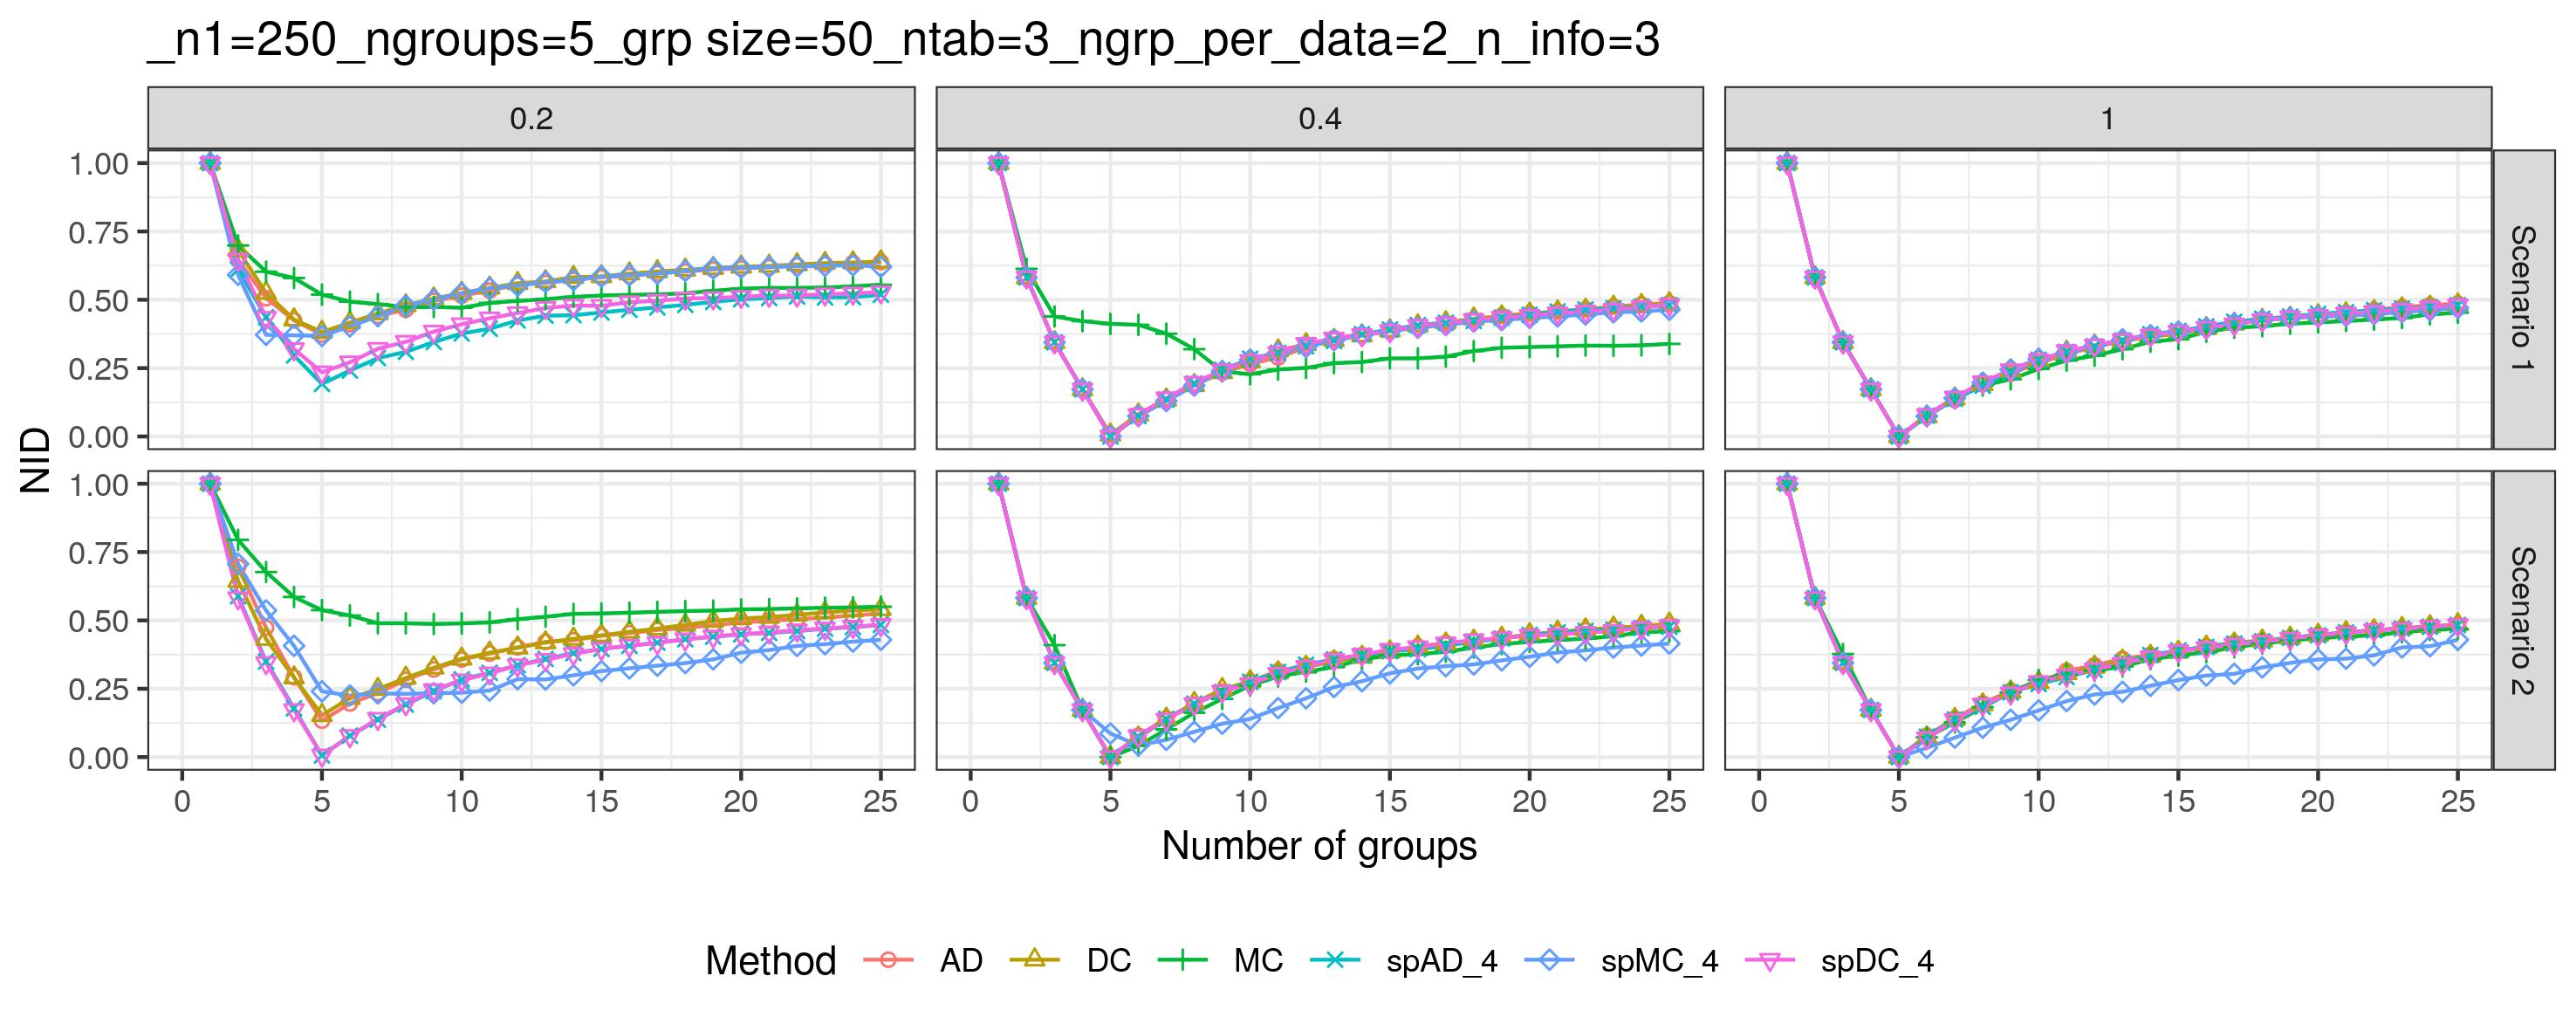 _n1=250_ngroups=5_grp size=50_ntab=3_ngrp_per_data=2_n_info=3
0.2 0.4 1
1.00
0.75
0.50
0.25
0.00
Scenario 1
1.00
0.75
0.50
0.25
0.00
Scenario 2
NID
0 5 10 15 20 25 0 5 10 15 20 25 0 5 10 15 20 25
Number of groups
Method AD DC MC spAD_4 spMC_4 spDC_4